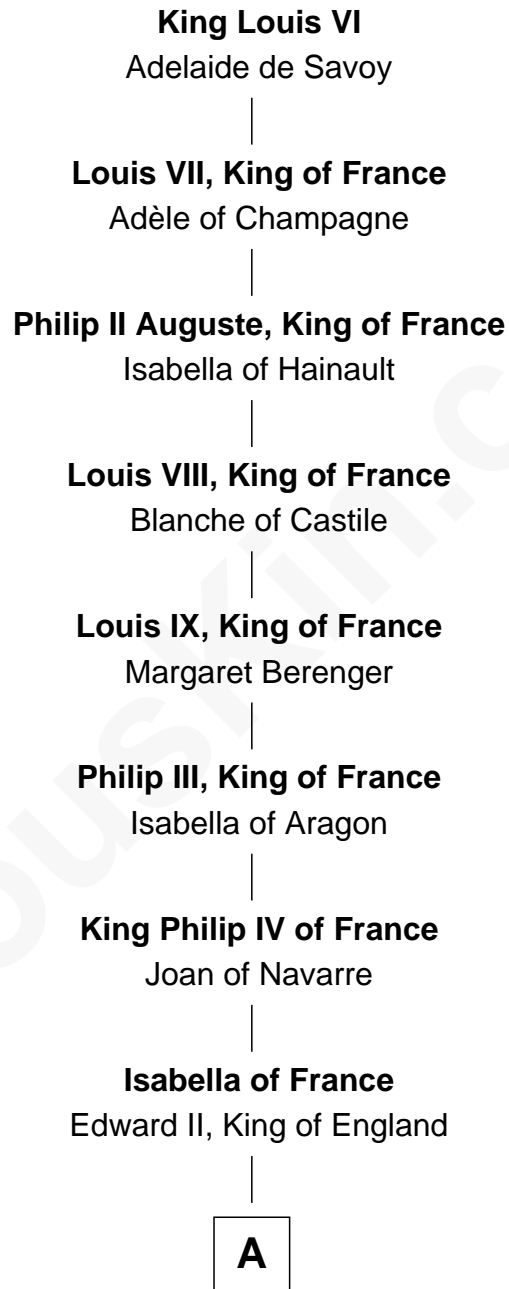 King Louis VI
Adelaide de Savoy
Louis VII, King of France
Adèle of Champagne
Philip II Auguste, King of France
Isabella of Hainault
Louis VIII, King of France
Blanche of Castile
Louis IX, King of France
Margaret Berenger
Philip III, King of France
Isabella of Aragon
King Philip IV of France
Joan of Navarre
Isabella of France
Edward II, King of England
A